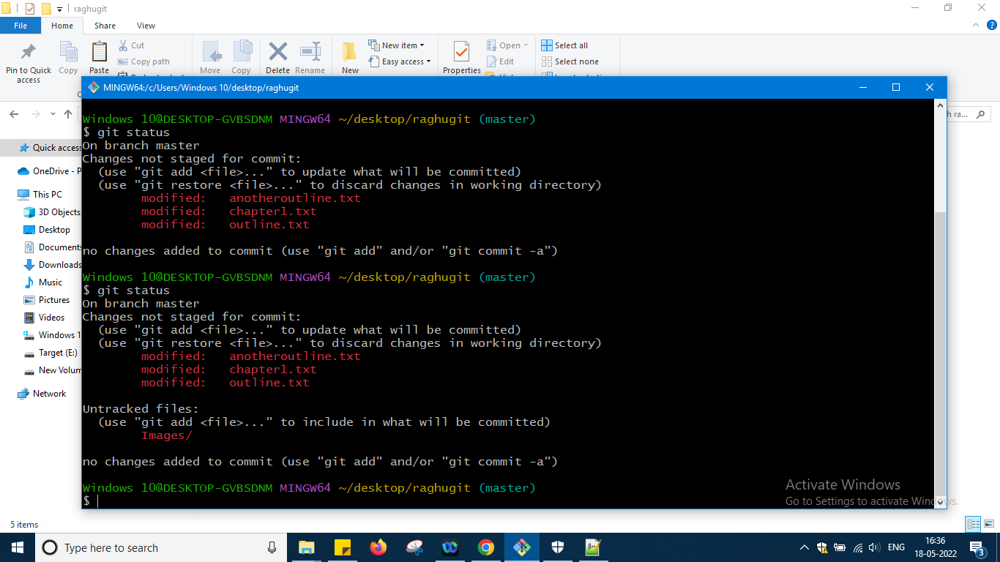 raghugit
File Home Share View
Cut
New item
Open
Select all
Copy path
Easy access
Edit
Select none
Pin to Quick access
Copy
Paste
Move
Copy
Delete
Rename
New
Properties
MINGW64:/c/Users/Windows 10/desktop/raghugit
Windows 10@DESKTOP-GVBSDNM MINGW64 ~/desktop/raghugit (master)
$ git status
On branch master
Changes not staged for commit:
(use "git add <file>..." to update what will be committed)
(use "git restore <file>..." to discard changes in working directory)
modified: anotheroutline.txt
modified: chapter1.txt
modified: outline.txt
no changes added to commit (use "git add" and/or "git commit -a")
Windows 10@DESKTOP-GVBSDNM MINGW64 ~/desktop/raghugit (master)
$ git status
On branch master
Changes not staged for commit:
(use "git add <file>..." to update what will be committed)
(use "git restore <file>..." to discard changes in working directory)
modified: anotheroutline.txt
modified: chapter1.txt
modified: outline.txt
Untracked files:
(use "git add <file>..." to include in what will be committed)
Images/
no changes added to commit (use "git add" and/or "git commit -a")
Windows 10@DESKTOP-GVBSDNM MINGW64 ~/desktop/raghugit (master)
$
h ra...
Quick access
OneDrive - P
This PC
3D Objects
Desktop
Documents
Downloads
Music
Pictures
Videos
Windows 1
Target (E:)
New Volum
Network
Activate Windows
Go to Settings to activate Windows.
5 items
Type here to search
ENG
16:36
18-05-2022
3